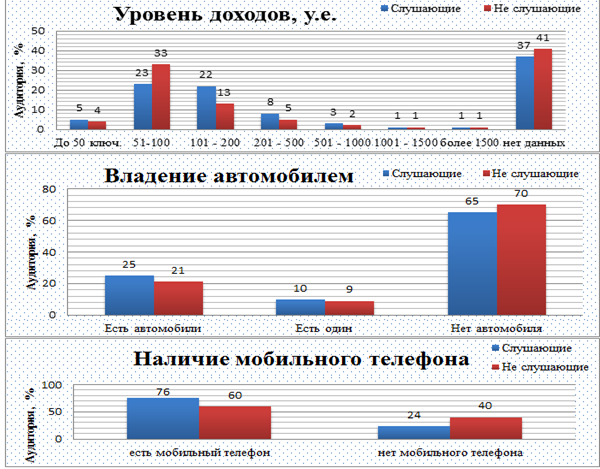 Уровень доходов, у.е.
Слушающие Не слушающие
Аудитория, %
50
40
30
20
10
0
5 4 23 33 22 13 8 5 3 2 1 1 1 1 37 41
До 50 ключ. 51-100 101 - 200 201 - 500 501 - 1000 1001 - 1500 более 1500 нет данных
Владение автомобилем
Слушающие Не слушающие
Аудитория, %
80
60
40
20
0
25 21 10 9 65 70
Есть автомобили Есть один Нет автомобиля
Наличие мобильного телефона
Слушающие
Не слушающие
Аудитория, %
100
50
0
76 60 24 40
есть мобильный телефон нет мобильного телефона